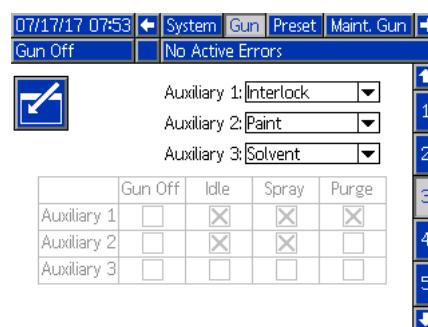 07/17/17 07:53 System Gun Preset Maint. Gun
Gun Off No Active Errors
Auxiliary 1: Interlock
Auxiliary 2: Paint
Auxiliary 3: Solvent
Gun Off Idle Spray Purge
Auxiliary 1
Auxiliary 2
Auxiliary 3
1
2
3
4
5